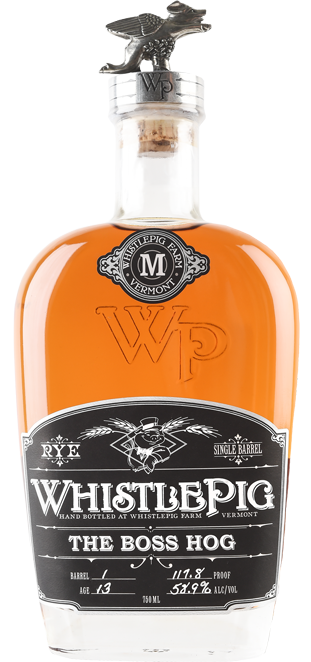 WP
WHISTLEPIG FARM
M
VERMONT
WP
RYE
SINGLE BARREL
WHISTLEPIG
HAND BOTTLED AT WHISTLEPIG FARM VERMONT
THE BOSS HOG
BARREL 1 117.8 PROOF
AGE 13 58.9% ALC/VOL
750 ML